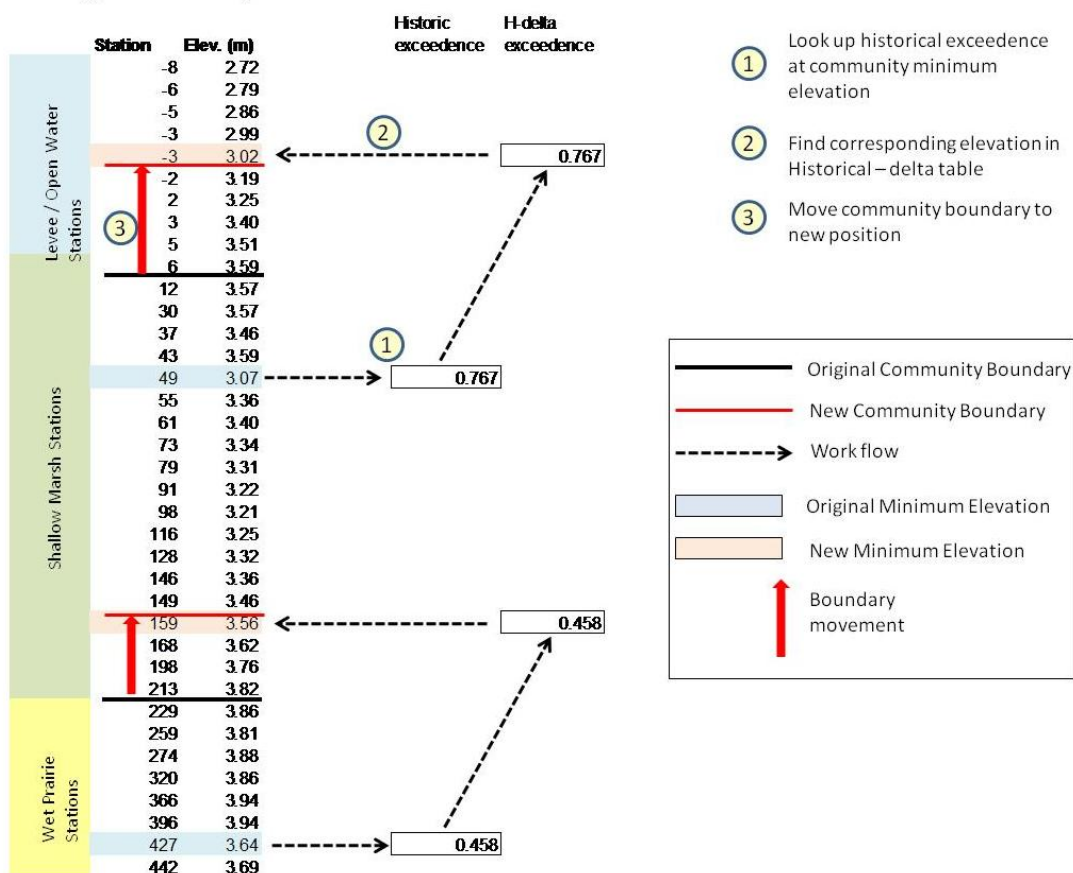 Historic
exceedence
H-delta
exceedence
Station Elev. (m)
-8 2.72
-6 2.79
-5 2.86
-3 2.99
-3 3.02
-2 3.19
2 3.25
3 3.40
5 3.51
6 3.59
12 3.57
30 3.57
37 3.46
43 3.59
49 3.07
55 3.36
61 3.40
73 3.34
79 3.31
91 3.22
98 3.21
116 3.25
128 3.32
146 3.36
149 3.46
159 3.56
168 3.62
198 3.76
213 3.82
229 3.86
259 3.81
274 3.88
320 3.86
366 3.94
396 3.94
427 3.64
442 3.69
Levee / Open Water
Stations
Shallow Marsh Stations
Wet Prairie
Stations
2
0.767
3
1
0.767
0.458
0.458
1
Look up historical exceedence
at community minimum
elevation
2
Find corresponding elevation in
Historical – delta table
3
Move community boundary to
new position
Original Community Boundary
New Community Boundary
Work flow
Original Minimum Elevation
New Minimum Elevation
Boundary
movement